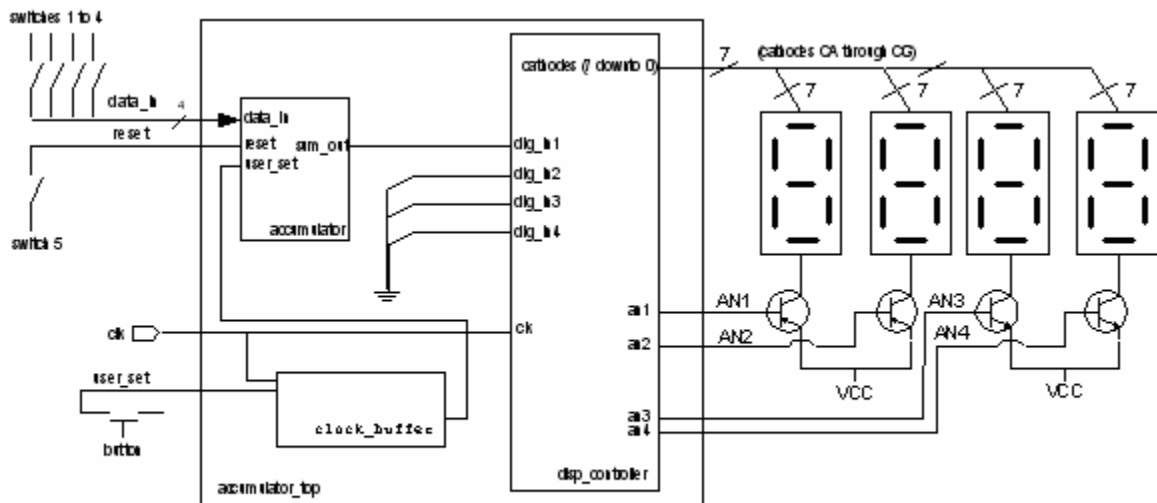 switches 1 to 4
data_in
4
reset
switch 5
clk
user_set
button
data_in
reset
sum_out
user_set
accumulator
clock_buffer
accumulator_top
cathodes (7 downto 0)
dig_in1
dig_in2
dig_in3
dig_in4
clk
an1
an2
an3
an4
disp_controller
7
(cathodes CA through CG)
7
7
7
7
AN1
AN2
AN3
AN4
VCC
VCC